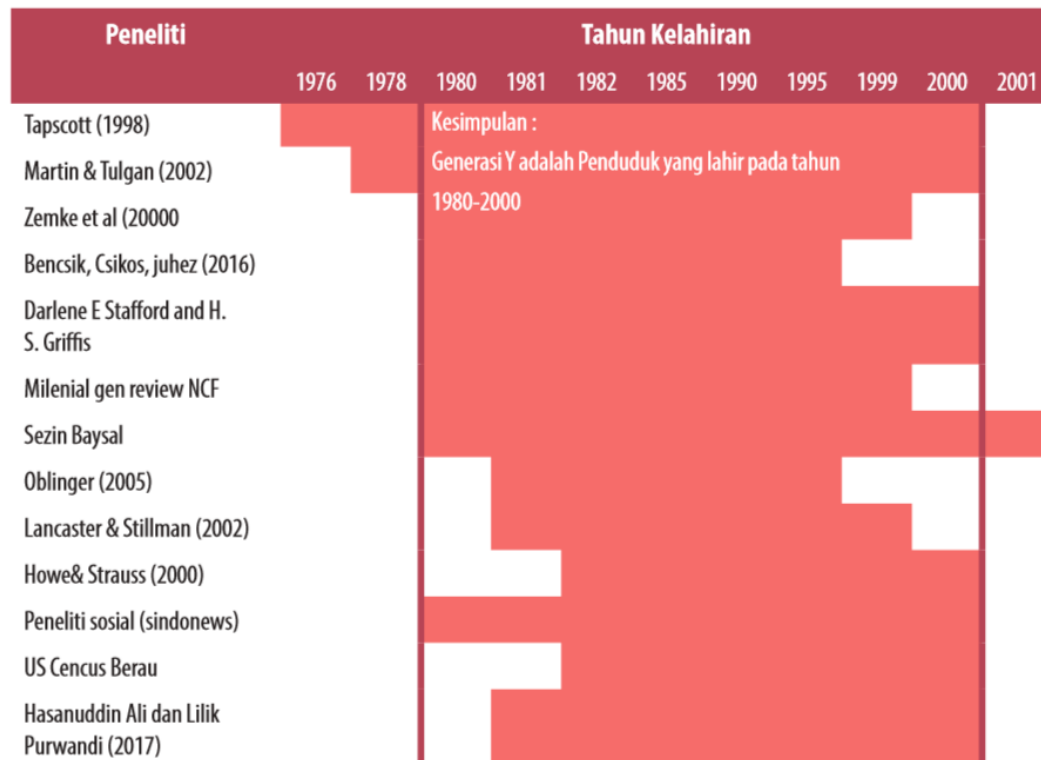 Peneliti
Tahun Kelahiran
1976 1978 1980 1981 1982 1985 1990 1995 1999 2000 2001
Tapscott (1998)
Kesimpulan :
Martin & Tulgan (2002)
Generasi Y adalah Penduduk yang lahir pada tahun
1980-2000
Zemke et al (20000
Bencsik, Csikos, juhez (2016)
Darlene E Stafford and H.
S. Griffis
Milenial gen review NCF
Sezin Baysal
Oblinger (2005)
Lancaster & Stillman (2002)
Howe& Strauss (2000)
Peneliti sosial (sindonews)
US Cencus Berau
Hasanuddin Ali dan Lilik
Purwandi (2017)